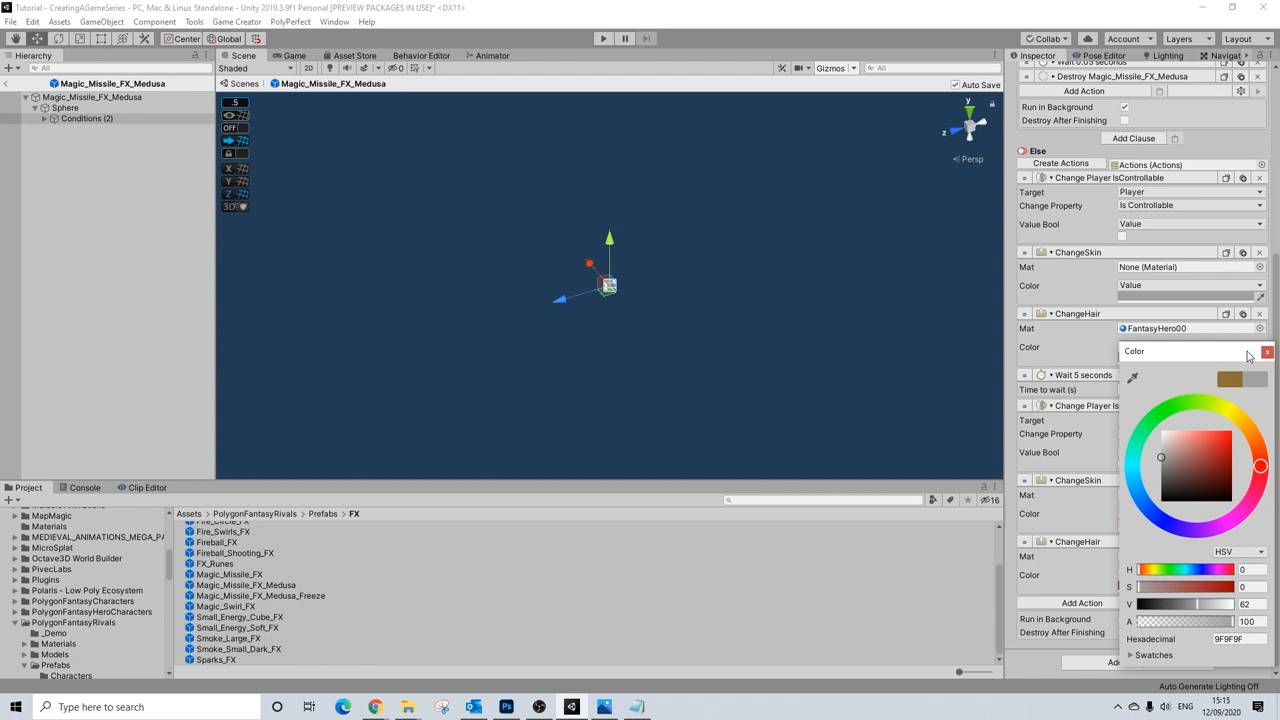 Tutorial - CreatingAGameSeries - PC, Mac & Linux Standalone - Unity 2019.3.9f1 Personal [PREVIEW PACKAGES IN USE]* <DX11>
File Edit Assets GameObject Component Tools Game Creator PolyPerfect Window Help
Center Global Collab Account Layers Layout
Hierarchy Scene Game Asset Store Behavior Editor Animator Inspector Pose Editor Lighting Navigat
All Shaded 2D 0 Gizmos All
Magic_Missile_FX_Medusa Scenes Magic_Missile_FX_Medusa Auto Save
Magic_Missile_FX_Medusa
Sphere
Conditions (2)
.5
OFF
X
Y
Z
3D
y
z
Persp
Destroy Magic_Missile_FX_Medusa
Add Action
Run in Background
Destroy After Finishing
Add Clause
Else
Create Actions Actions (Actions)
Change Player IsControllable
Target Player
Change Property Is Controllable
Value Bool Value
ChangeSkin
Mat None (Material)
Color Value
ChangeHair
Mat FantasyHero00
Color
Wait 5 seconds
Time to wait (s)
Change Player Is
Target
Change Property
Value Bool
ChangeSkin
Mat
Color
ChangeHair
Mat
Color
Add Action
Run in Background
Destroy After Finishing
Color
HSV
H 0
S 0
V 62
A 100
Hexadecimal 9F9F9F
Swatches
Project Console Clip Editor
16
Assets PolygonFantasyRivals Prefabs FX
MapMagic
Materials
MEDIEVAL_ANIMATIONS_MEGA_PA
MicroSplat
Octave3D World Builder
PivecLabs
Plugins
Polaris - Low Poly Ecosystem
PolygonFantasyCharacters
PolygonFantasyHeroCharacters
PolygonFantasyRivals
_Demo
Materials
Models
Prefabs
Characters
Fire_Circle_FX
Fire_Swirls_FX
Fireball_FX
Fireball_Shooting_FX
FX_Runes
Magic_Missile_FX
Magic_Missile_FX_Medusa
Magic_Missile_FX_Medusa_Freeze
Magic_Swirl_FX
Small_Energy_Cube_FX
Small_Energy_Soft_FX
Smoke_Large_FX
Smoke_Small_Dark_FX
Sparks_FX
Auto Generate Lighting Off
Type here to search
ENG
15:15
12/09/2020